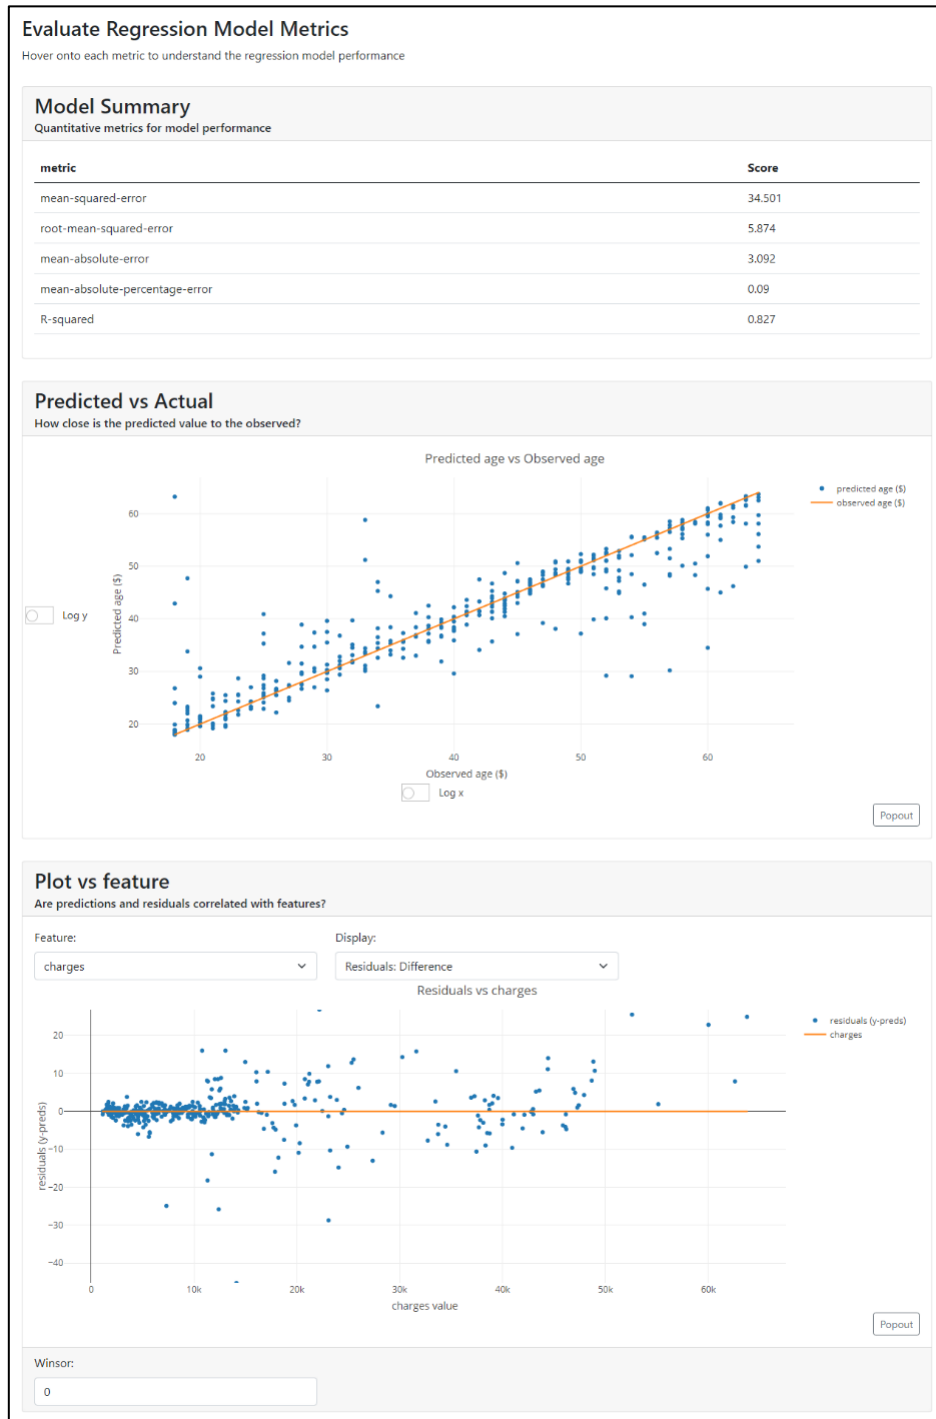 Evaluate Regression Model Metrics
Hover onto each metric to understand the regression model performance
Model Summary
Quantitative metrics for model performance
metric Score
mean-squared-error 34.501
root-mean-squared-error 5.874
mean-absolute-error 3.092
mean-absolute-percentage-error 0.09
R-squared 0.827
Predicted vs Actual
How close is the predicted value to the observed?
Predicted age vs Observed age
predicted age ($)
observed age ($)
60
50
40
30
20
Predicted age ($)
Log y
20 30 40 50 60
Observed age ($)
Log x
Popout
Plot vs feature
Are predictions and residuals correlated with features?
Feature: Display:
charges Residuals: Difference
Residuals vs charges
residuals (y-preds)
charges
20
10
0
−10
−20
−30
−40
residuals (y-preds)
0 10k 20k 30k 40k 50k 60k
charges value
Popout
Winsor:
0